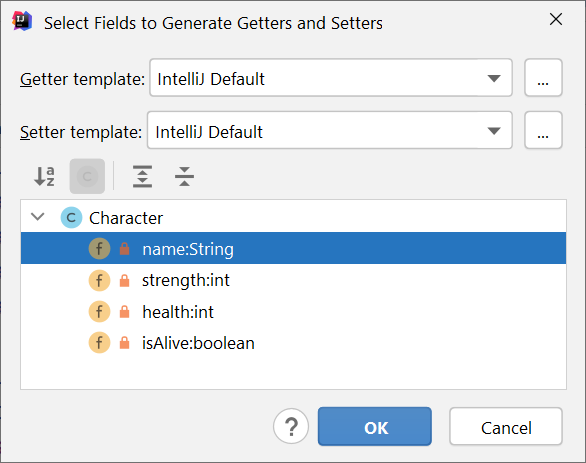 Select Fields to Generate Getters and Setters
Getter template: IntelliJ Default ...
Setter template: IntelliJ Default ...
Character
name:String
strength:int
health:int
isAlive:boolean
? OK Cancel